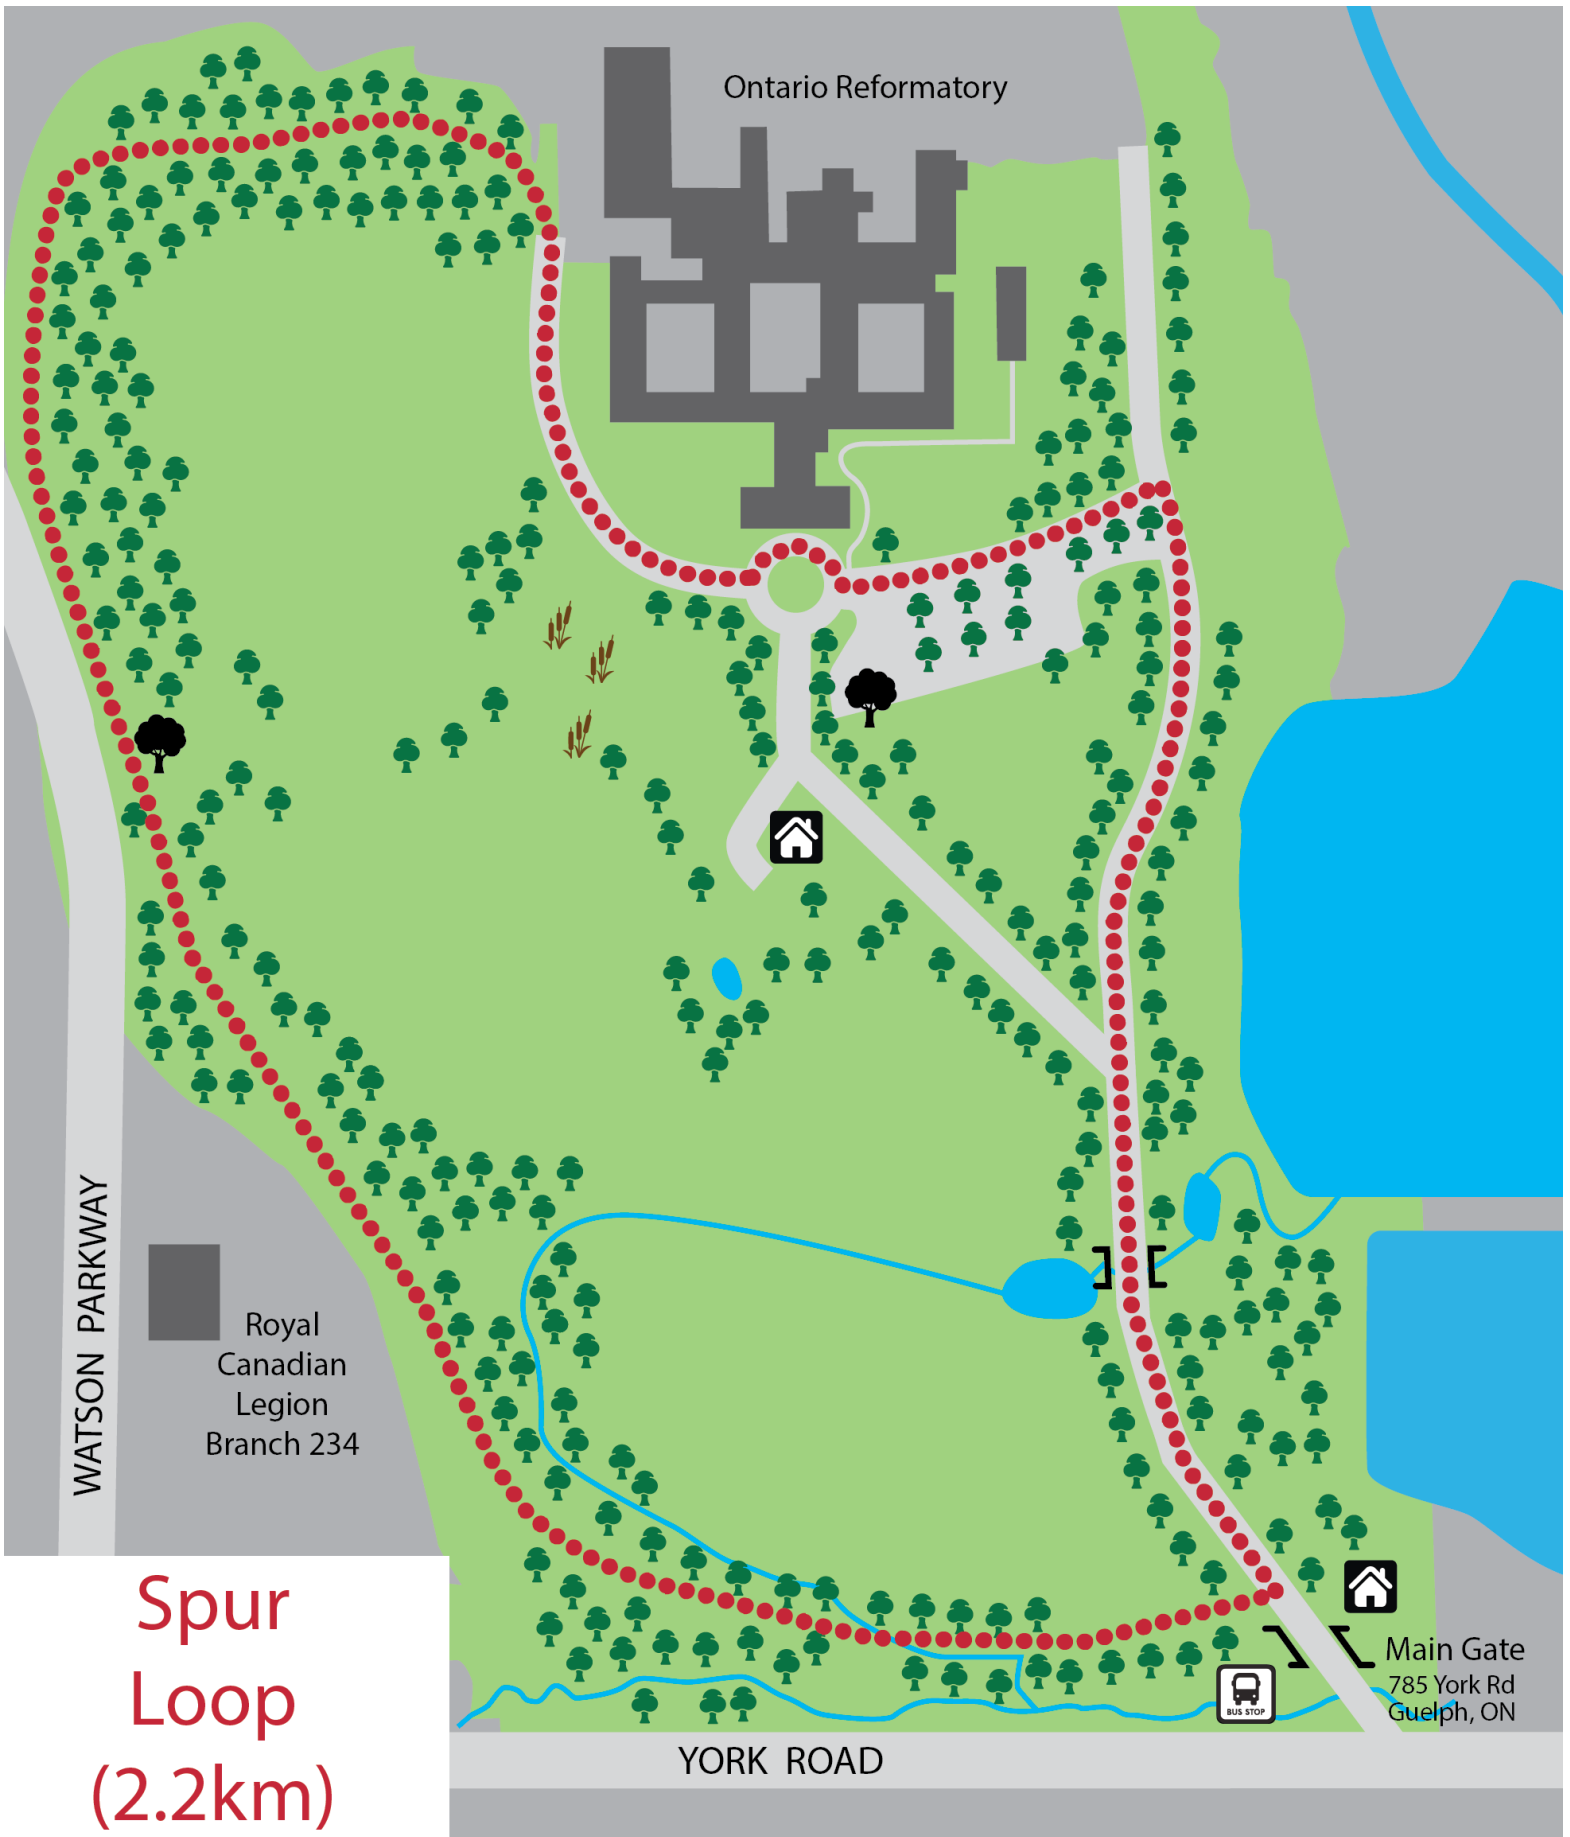 Ontario Reformatory
WATSON PARKWAY
Royal
Canadian
Legion
Branch 234
Main Gate
785 York Rd
Guelph, ON
BUS STOP
YORK ROAD
Spur
Loop
(2.2km)